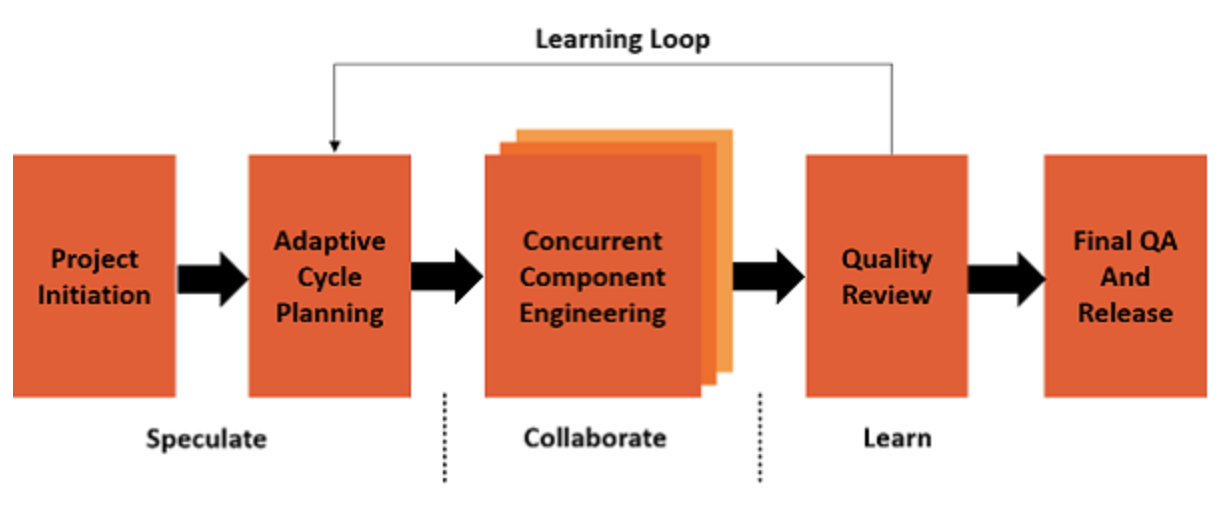 Learning Loop
Project
Initiation
Adaptive
Cycle
Planning
Concurrent
Component
Engineering
Quality
Review
Final QA
And
Release
Speculate
Collaborate
Learn